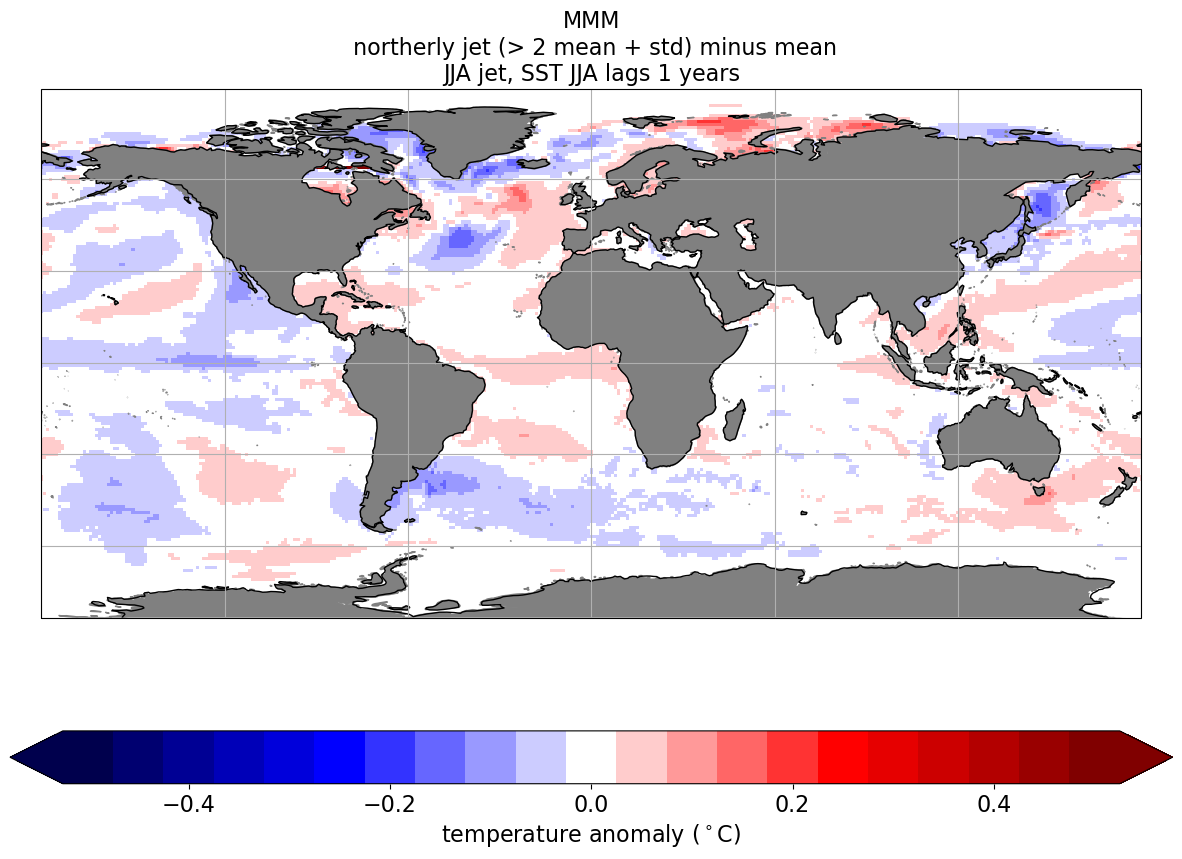 MMM
northerly jet (> 2 mean + std) minus mean
JJA jet, SST JJA lags 1 years
−0.4 −0.2 0.0 0.2 0.4
temperature anomaly (°C)